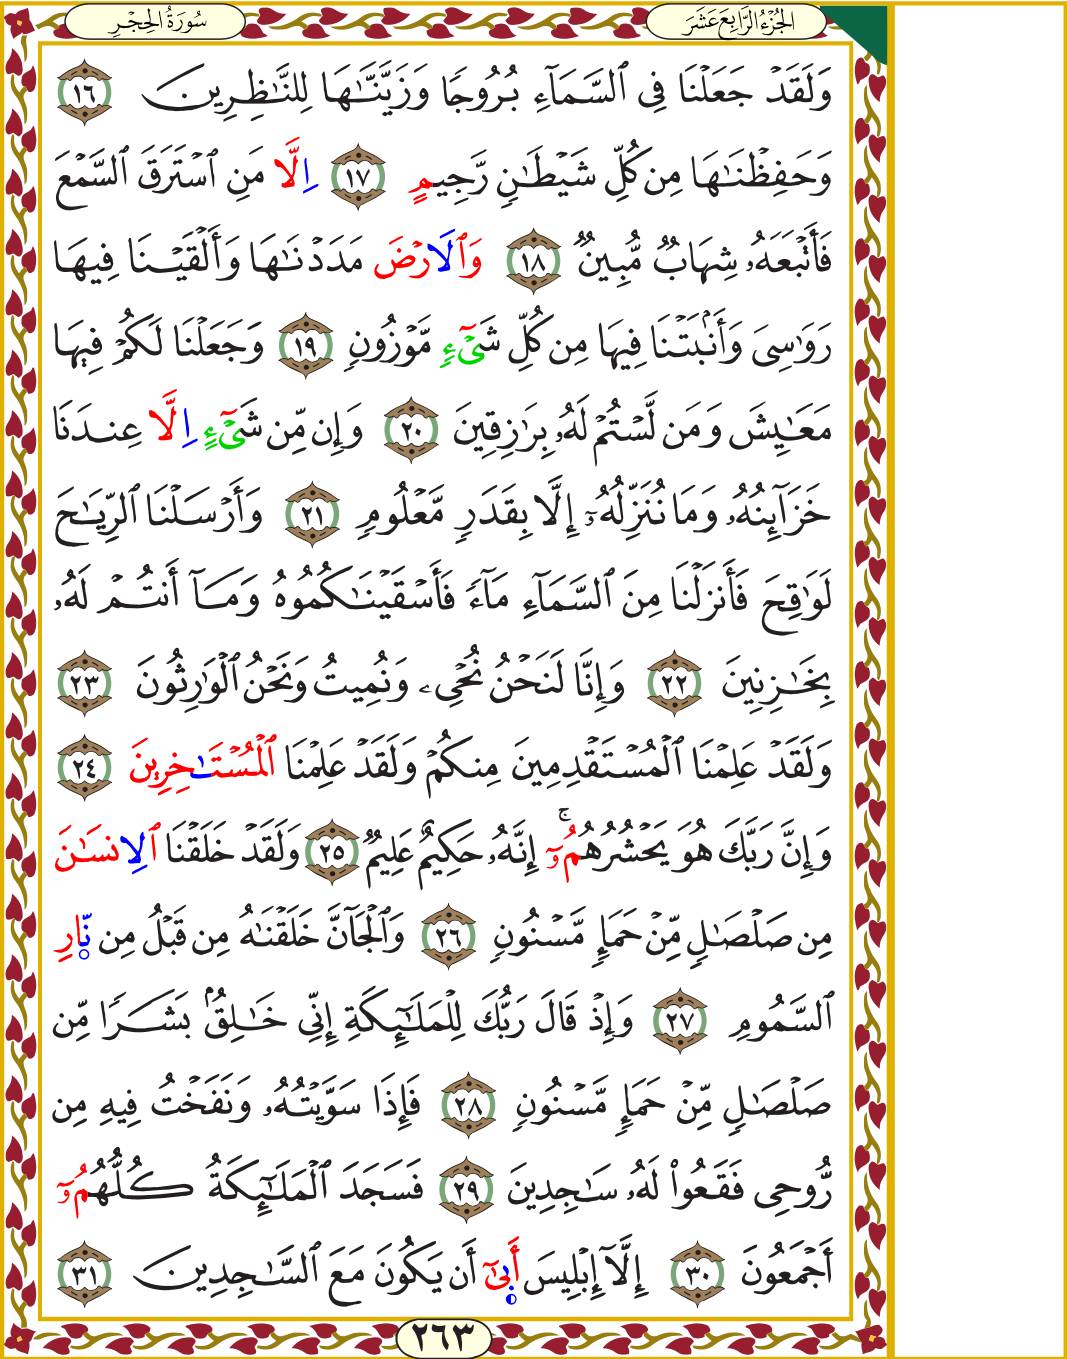 سُورَةُ الحِجْرِ
الجُزْءُ الرَّابِعَ عَشَرَ
وَلَقَدۡ جَعَلۡنَا فِي ٱلسَّمَآءِ بُرُوجٗا وَزَيَّنَّٰهَا لِلنَّٰظِرِينَ ١٦
وَحَفِظۡنَٰهَا مِن كُلِّ شَيۡطَٰنٖ رَّجِيمٍ ١٧ اِلَّا مَنِ ٱسۡتَرَقَ ٱلسَّمۡعَ
فَأَتۡبَعَهُۥ شِهَابٞ مُّبِينٞ ١٨ وَٱلَارۡضَ مَدَدۡنَٰهَا وَأَلۡقَيۡنَا فِيهَا
رَوَٰسِيَ وَأَنۢبَتۡنَا فِيهَا مِن كُلِّ شَيۡءٖ مَّوۡزُونٖ ١٩ وَجَعَلۡنَا لَكُمۡ فِيهَا
مَعَٰيِشَ وَمَن لَّسۡتُمۡ لَهُۥ بِرَٰزِقِينَ ٢٠ وَإِن مِّن شَيۡءٍ اِلَّا عِندَنَا
خَزَآئِنُهُۥ وَمَا نُنَزِّلُهُۥٓ إِلَّا بِقَدَرٖ مَّعۡلُومٖ ٢١ وَأَرۡسَلۡنَا ٱلرِّيَٰحَ
لَوَٰقِحَ فَأَنزَلۡنَا مِنَ ٱلسَّمَآءِ مَآءٗ فَأَسۡقَيۡنَٰكُمُوهُ وَمَآ أَنتُمۡ لَهُۥ
بِخَٰزِنِينَ ٢٢ وَإِنَّا لَنَحۡنُ نُحۡيِۦ وَنُمِيتُ وَنَحۡنُ ٱلۡوَٰرِثُونَ ٢٣
وَلَقَدۡ عَلِمۡنَا ٱلۡمُسۡتَقۡدِمِينَ مِنكُمۡ وَلَقَدۡ عَلِمۡنَا ٱلۡمُسۡتَٰخِرِينَ ٢٤
وَإِنَّ رَبَّكَ هُوَ يَحۡشُرُهُمُۥٓۚ إِنَّهُۥ حَكِيمٌ عَلِيمٞ ٢٥ وَلَقَدۡ خَلَقۡنَا ٱلِانسَٰنَ
مِن صَلۡصَٰلٖ مِّنۡ حَمَإٖ مَّسۡنُونٖ ٢٦ وَٱلۡجَآنَّ خَلَقۡنَٰهُ مِن قَبۡلُ مِن نّ۪ارِ
ٱلسَّمُومِ ٢٧ وَإِذۡ قَالَ رَبُّكَ لِلۡمَلَٰٓئِكَةِ إِنِّي خَٰلِقُۢ بَشَرٗا مِّن
صَلۡصَٰلٖ مِّنۡ حَمَإٖ مَّسۡنُونٖ ٢٨ فَإِذَا سَوَّيۡتُهُۥ وَنَفَخۡتُ فِيهِ مِن
رُّوحِي فَقَعُواْ لَهُۥ سَٰجِدِينَ ٢٩ فَسَجَدَ ٱلۡمَلَٰٓئِكَةُ كُلُّهُمُۥٓ
أَجۡمَعُونَ ٣٠ إِلَّآ إِبۡلِيسَ أَب۪يٰٓ أَن يَكُونَ مَعَ ٱلسَّٰجِدِينَ ٣١
٢٦٣